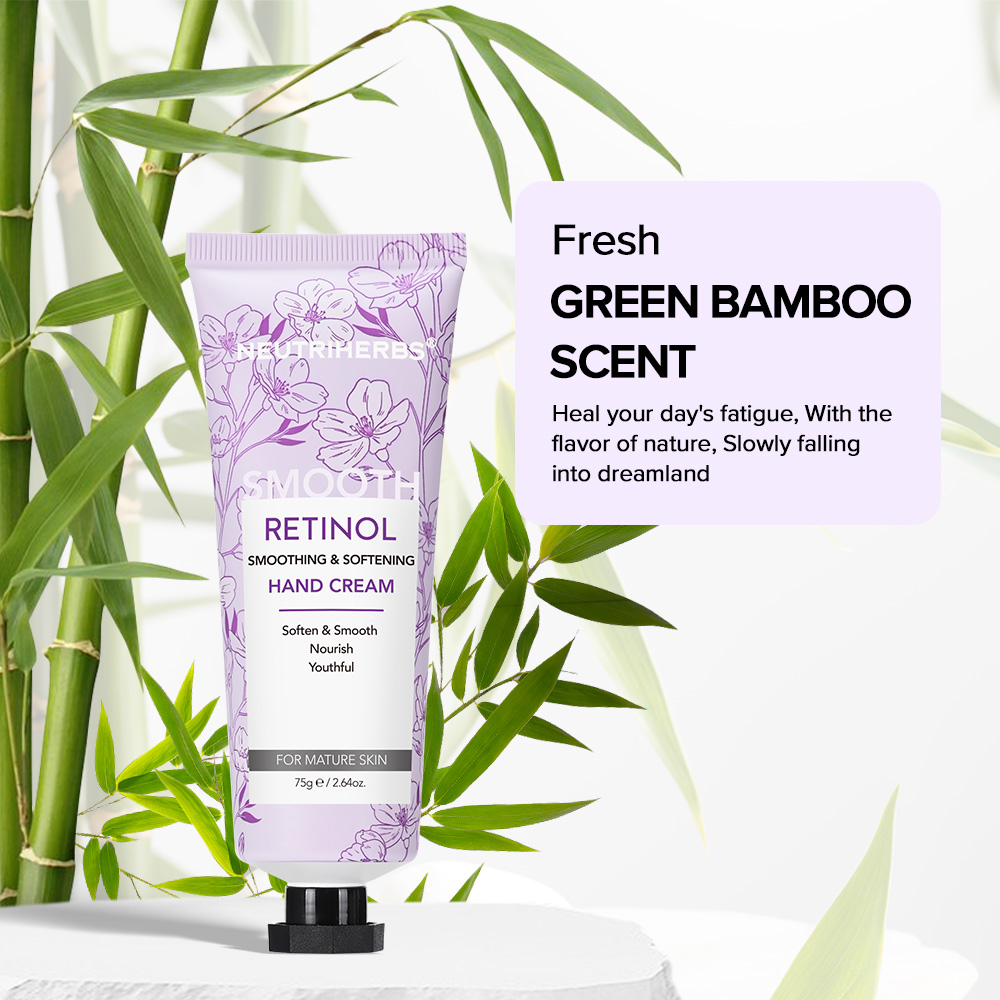 NEUTRIHERBS®
SMOOTH
RETINOL
SMOOTHING & SOFTENING
HAND CREAM
Soften & Smooth
Nourish
Youthful
FOR MATURE SKIN
75g ℮ / 2.64oz.
Fresh
GREEN BAMBOO
SCENT
Heal your day's fatigue, With the
flavor of nature, Slowly falling
into dreamland